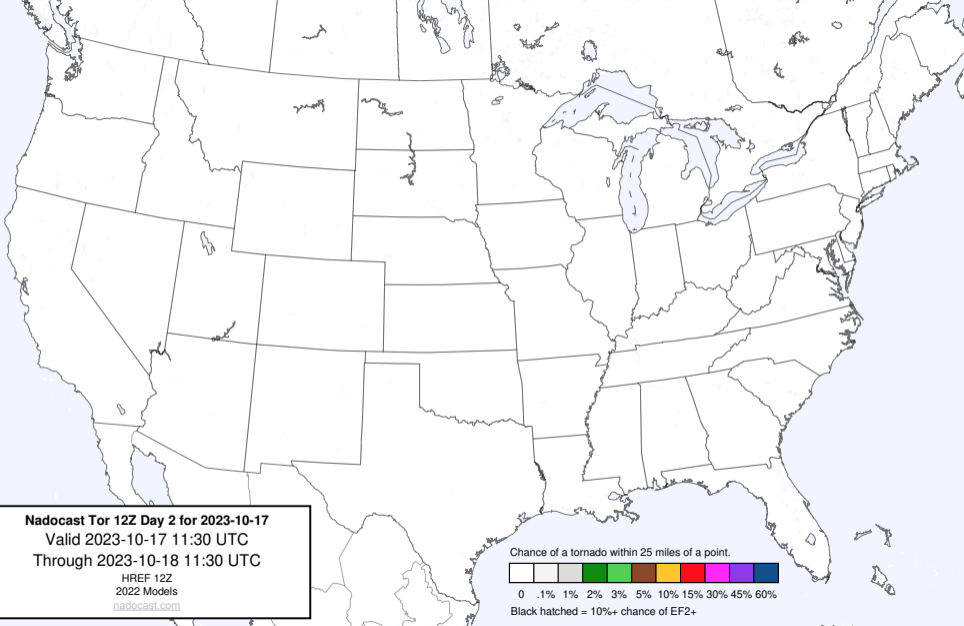 Nadocast Tor 12Z Day 2 for 2023-10-17
Valid 2023-10-17 11:30 UTC
Through 2023-10-18 11:30 UTC
HREF 12Z
2022 Models
nadocast.com
Chance of a tornado within 25 miles of a point.
0 .1% 1% 2% 3% 5% 10% 15% 30% 45% 60%
Black hatched = 10%+ chance of EF2+